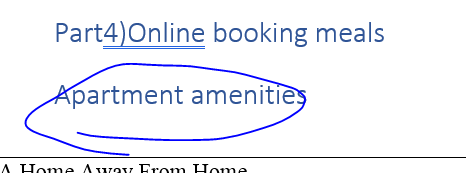 Part4)Online booking meals
Apartment amenities
A Home Away From Home